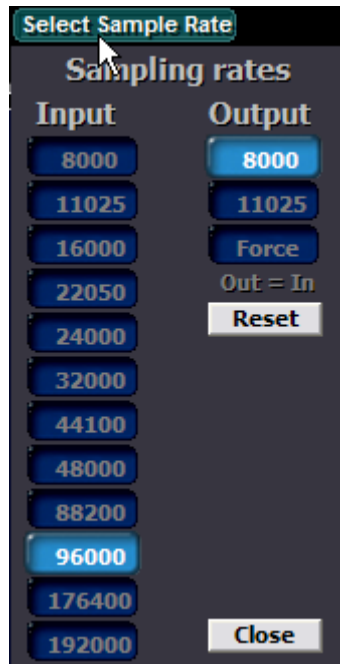 Select Sample Rate
Sampling rates
Input Output
8000 8000
11025 11025
16000 Force
22050 Out = In
24000 Reset
32000
44100
48000
88200
96000
176400
192000 Close